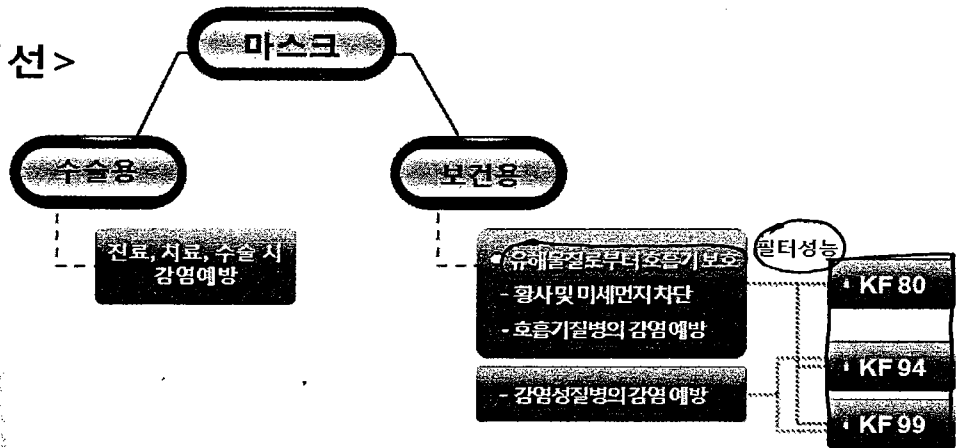 선>
마스크
수술용
보건용
진료, 치료, 수술 시
감염예방
• 유해물질로부터 호흡기 보호
- 황사 및 미세먼지 차단
- 호흡기질병의 감염 예방
- 감염성질병의 감염 예방
필터성능
• KF 80
• KF 94
• KF 99